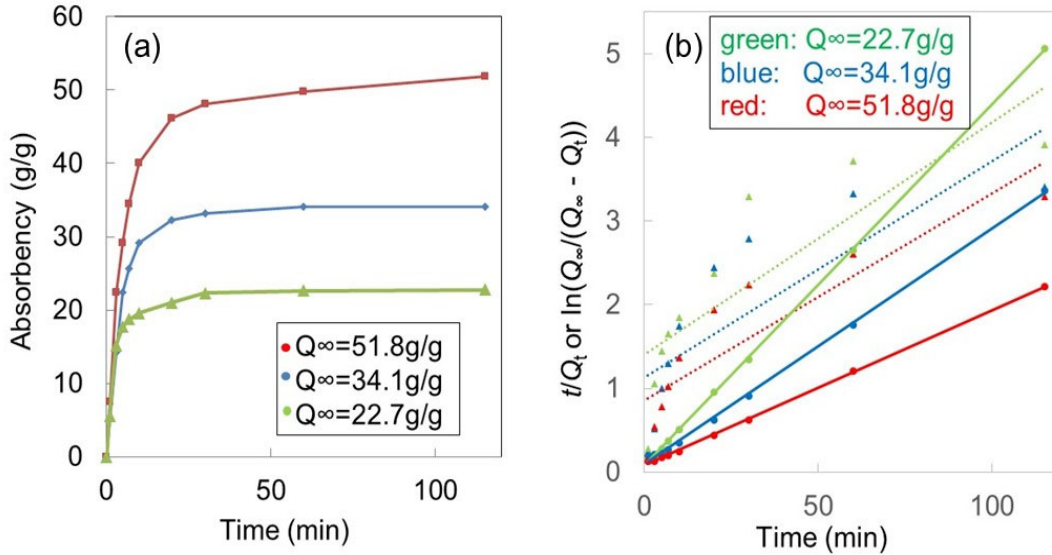 (a)
60
50
40
30
20
10
0
Absorbency (g/g)
Q∞=51.8g/g
Q∞=34.1g/g
Q∞=22.7g/g
0 50 100
Time (min)
(b)
green: Q∞=22.7g/g
blue: Q∞=34.1g/g
red: Q∞=51.8g/g
5
4
3
2
1
0
t/Qt or ln(Q∞/(Q∞ - Qt))
0 50 100
Time (min)